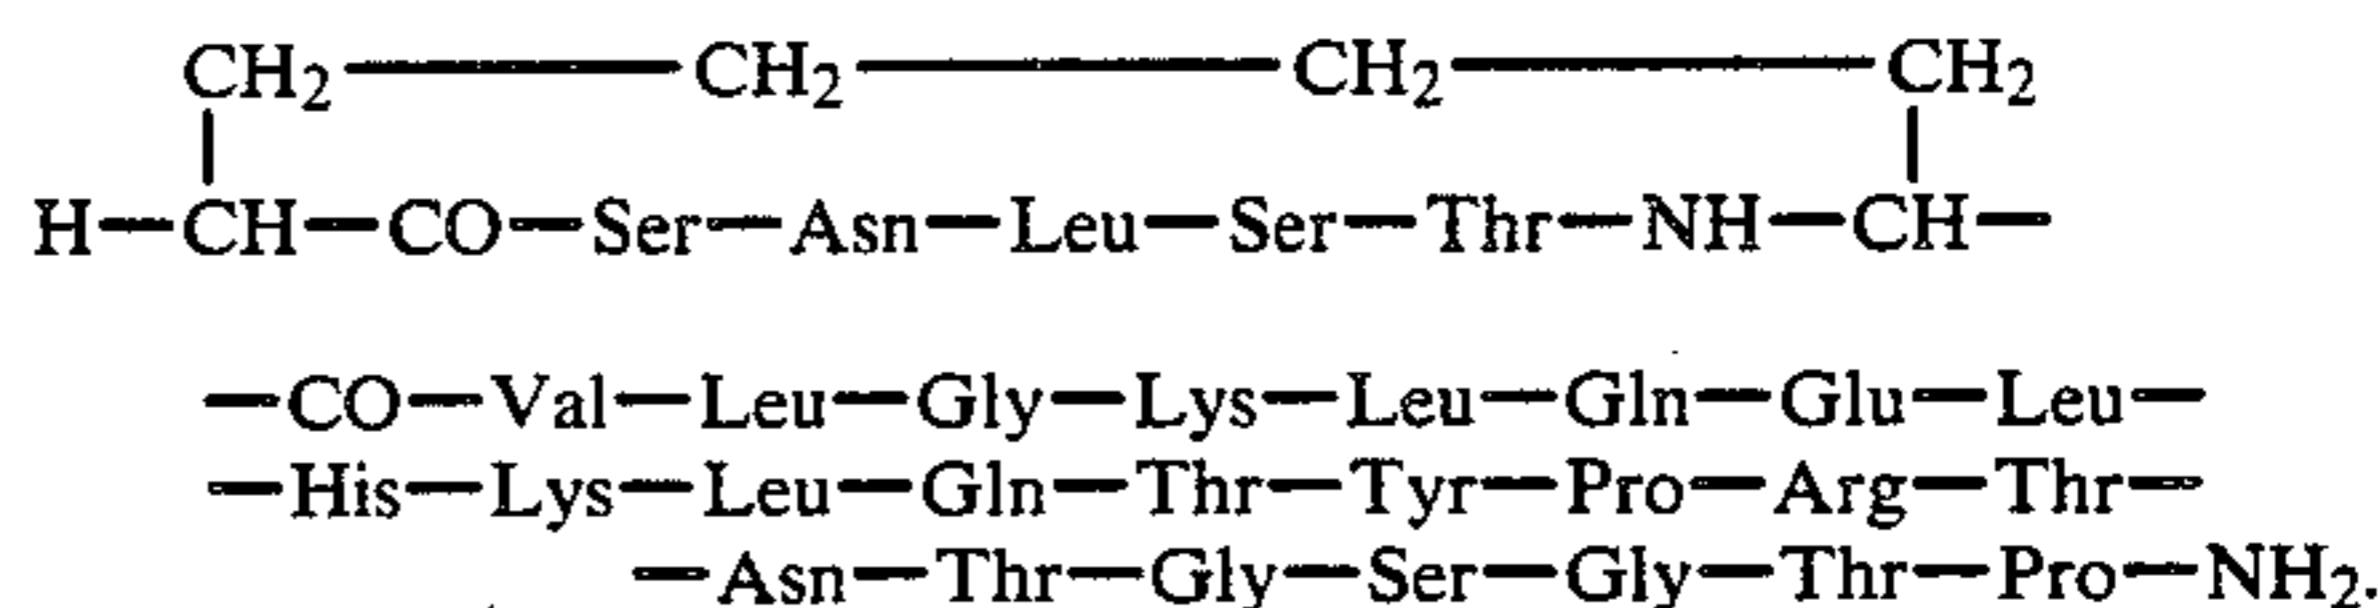 CH₂—CH₂—CH₂—CH₂
H—CH—CO—Ser—Asn—Leu—Ser—Thr—NH—CH—
—CO—Val—Leu—Gly—Lys—Leu—Gln—Glu—Leu—
—His—Lys—Leu—Gln—Thr—Tyr—Pro—Arg—Thr—
—Asn—Thr—Gly—Ser—Gly—Thr—Pro—NH₂.